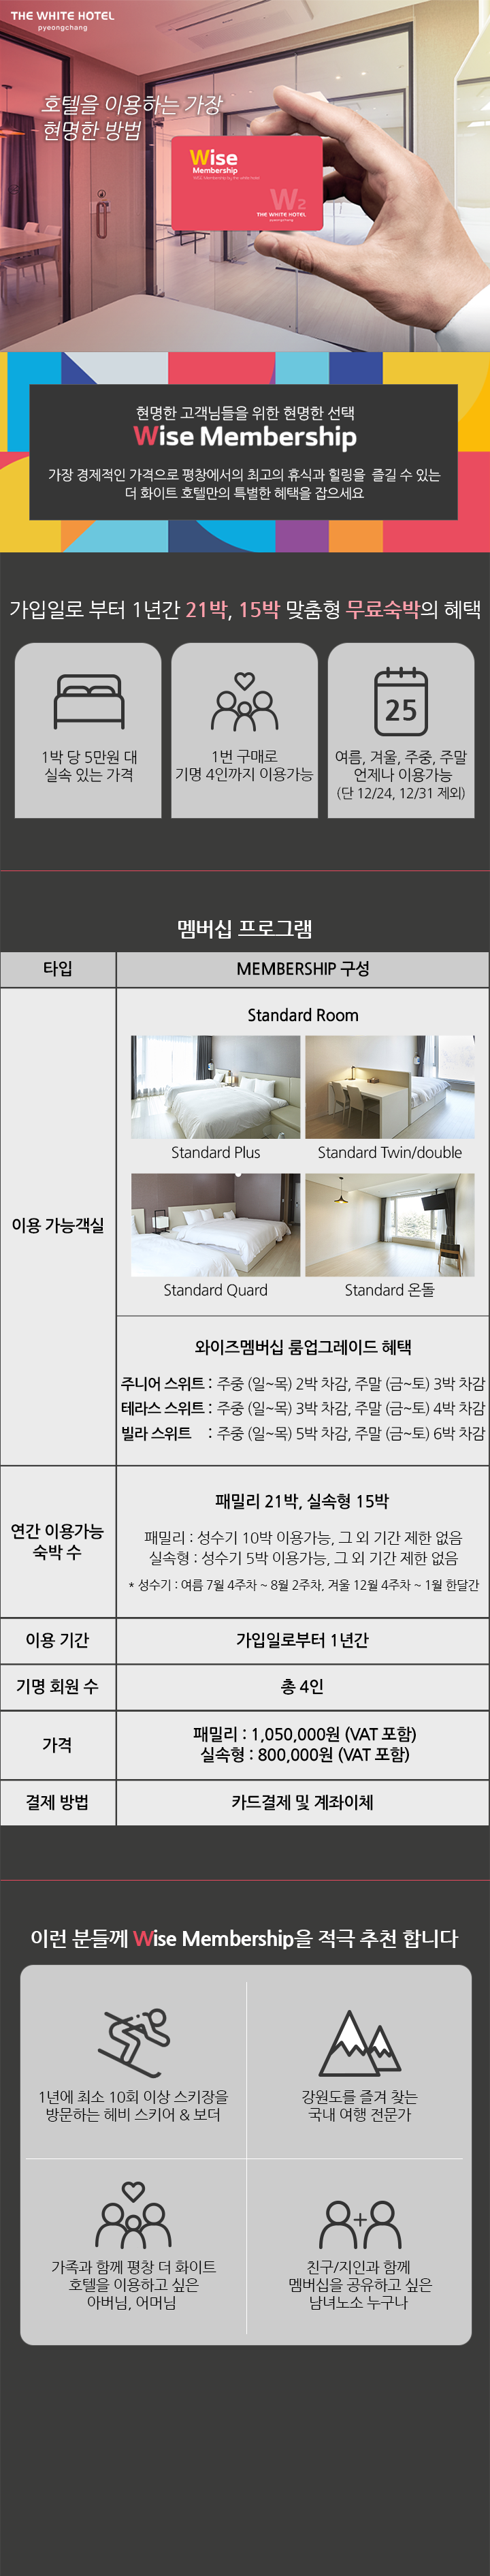 THE WHITE HOTEL
pyeongchang
호텔을 이용하는 가장
현명한 방법
Wise
Membership
W2
THE WHITE HOTEL
pyeongchang
현명한 고객님들을 위한 현명한 선택
Wise Membership
가장 경제적인 가격으로 평창에서의 최고의 휴식과 힐링을 즐길 수 있는
더 화이트 호텔만의 특별한 혜택을 잡으세요
가입일로 부터 1년간 21박, 15박 맞춤형 무료숙박의 혜택
1박 당 5만원 대
실속 있는 가격
1번 구매로
기명 4인까지 이용가능
25
여름, 겨울, 주중, 주말
언제나 이용가능
(단 12/24, 12/31 제외)
멤버십 프로그램
타입
MEMBERSHIP 구성
이용 가능객실
Standard Room
Standard Plus
Standard Twin/double
Standard Quard
Standard 온돌
와이즈멤버십 룸업그레이드 혜택
주니어 스위트 : 주중 (일~목) 2박 차감, 주말 (금~토) 3박 차감
테라스 스위트 : 주중 (일~목) 3박 차감, 주말 (금~토) 4박 차감
빌라 스위트 : 주중 (일~목) 5박 차감, 주말 (금~토) 6박 차감
연간 이용가능
숙박 수
패밀리 21박, 실속형 15박
패밀리 : 성수기 10박 이용가능, 그 외 기간 제한 없음
실속형 : 성수기 5박 이용가능, 그 외 기간 제한 없음
* 성수기 : 여름 7월 4주차 ~ 8월 2주차, 겨울 12월 4주차 ~ 1월 한달간
이용 기간
가입일로부터 1년간
기명 회원 수
총 4인
가격
패밀리 : 1,050,000원 (VAT 포함)
실속형 : 800,000원 (VAT 포함)
결제 방법
카드결제 및 계좌이체
이런 분들께 Wise Membership을 적극 추천 합니다
1년에 최소 10회 이상 스키장을
방문하는 헤비 스키어 & 보더
강원도를 즐겨 찾는
국내 여행 전문가
가족과 함께 평창 더 화이트
호텔을 이용하고 싶은
아버님, 어머님
친구/지인과 함께
멤버십을 공유하고 싶은
남녀노소 누구나